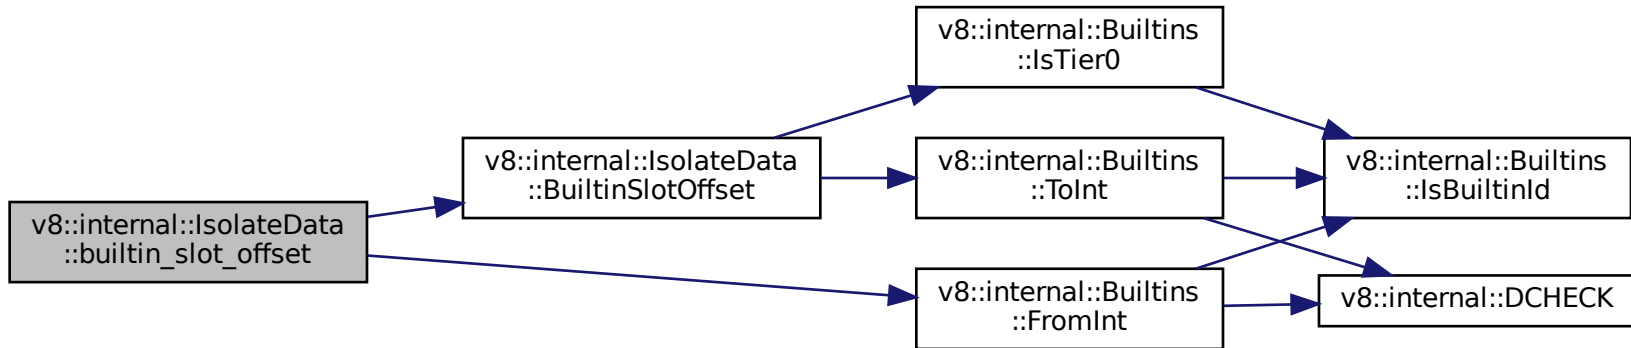 v8::internal::IsolateData
::builtin_slot_offset
v8::internal::IsolateData
::BuiltinSlotOffset
v8::internal::Builtins
::IsTier0
v8::internal::Builtins
::ToInt
v8::internal::Builtins
::FromInt
v8::internal::Builtins
::IsBuiltinId
v8::internal::DCHECK